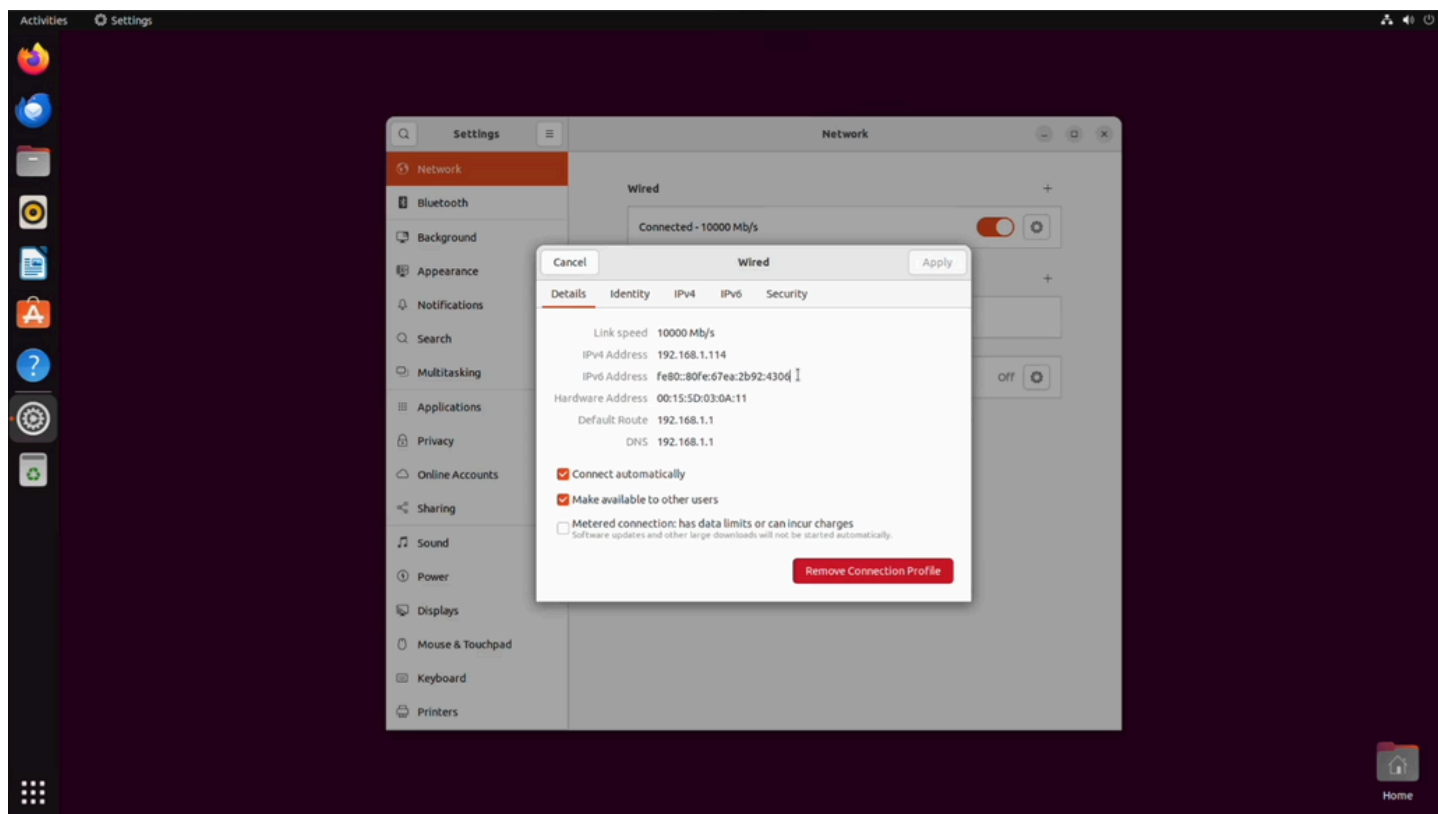 Activities Settings
Settings
Network
Network
Bluetooth
Background
Appearance
Notifications
Search
Multitasking
Applications
Privacy
Online Accounts
Sharing
Sound
Power
Displays
Mouse & Touchpad
Keyboard
Printers
Wired
Connected - 10000 Mb/s
Off
Cancel Wired Apply
Details Identity IPv4 IPv6 Security
Link speed 10000 Mb/s
IPv4 Address 192.168.1.114
IPv6 Address fe80::80fe:67ea:2b92:4306
Hardware Address 00:15:5D:03:0A:11
Default Route 192.168.1.1
DNS 192.168.1.1
Connect automatically
Make available to other users
Metered connection: has data limits or can incur charges
Software updates and other large downloads will not be started automatically.
Remove Connection Profile
Home